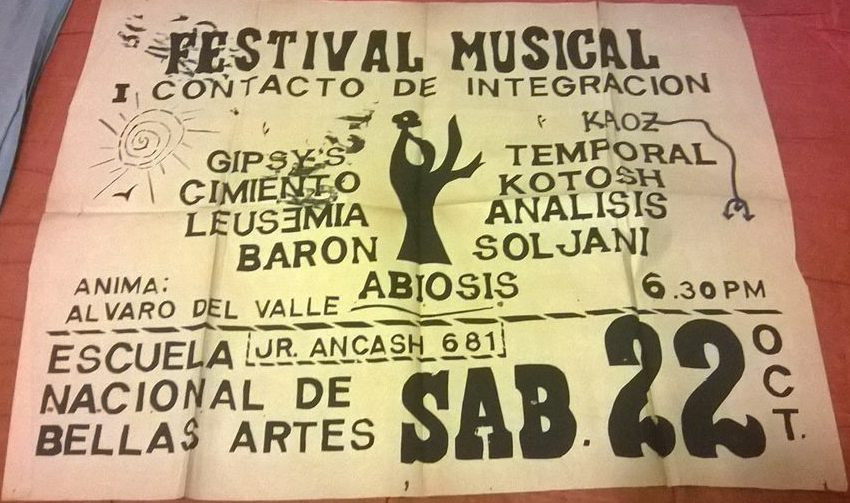 FESTIVAL MUSICAL
I CONTACTO DE INTEGRACION
KAOZ
GIPSY'S
CIMIENTO
LEUSEMIA
BARON
TEMPORAL
KOTOSH
ANALISIS
SOLJANI
ABIOSIS
ANIMA:
ALVARO DEL VALLE
6.30 PM
ESCUELA
NACIONAL DE
BELLAS ARTES
JR. ANCASH 681
SAB. 22 OCT.